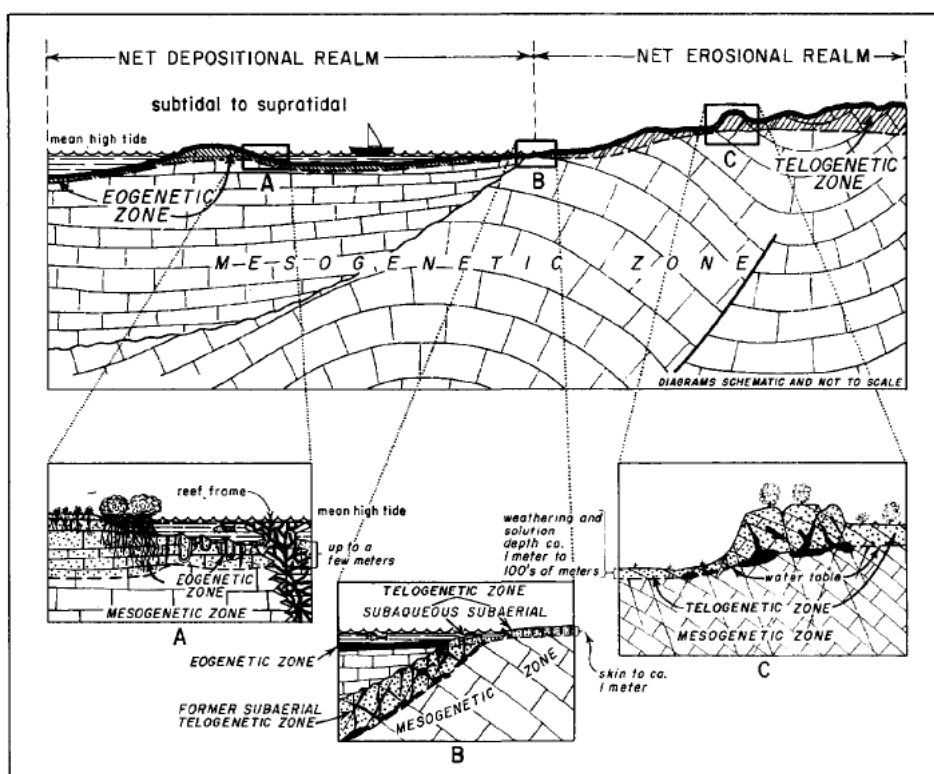 NET DEPOSITIONAL REALM
NET EROSIONAL REALM
subtidal to supratidal
mean high tide
A
B
C
EOGENETIC
ZONE
TELOGENETIC
ZONE
MESOGENETIC ZONE
DIAGRAMS SCHEMATIC AND NOT TO SCALE
reef frame
mean high tide
up to a
few meters
EOGENETIC
ZONE
MESOGENETIC ZONE
A
TELOGENETIC ZONE
SUBAQUEOUS SUBAERIAL
EOGENETIC ZONE
FORMER SUBAERIAL
TELOGENETIC ZONE
MESOGENETIC ZONE
skin to ca.
1 meter
B
weathering and
solution
depth ca.
1 meter to
100's of meters
water table
TELOGENETIC ZONE
MESOGENETIC ZONE
C